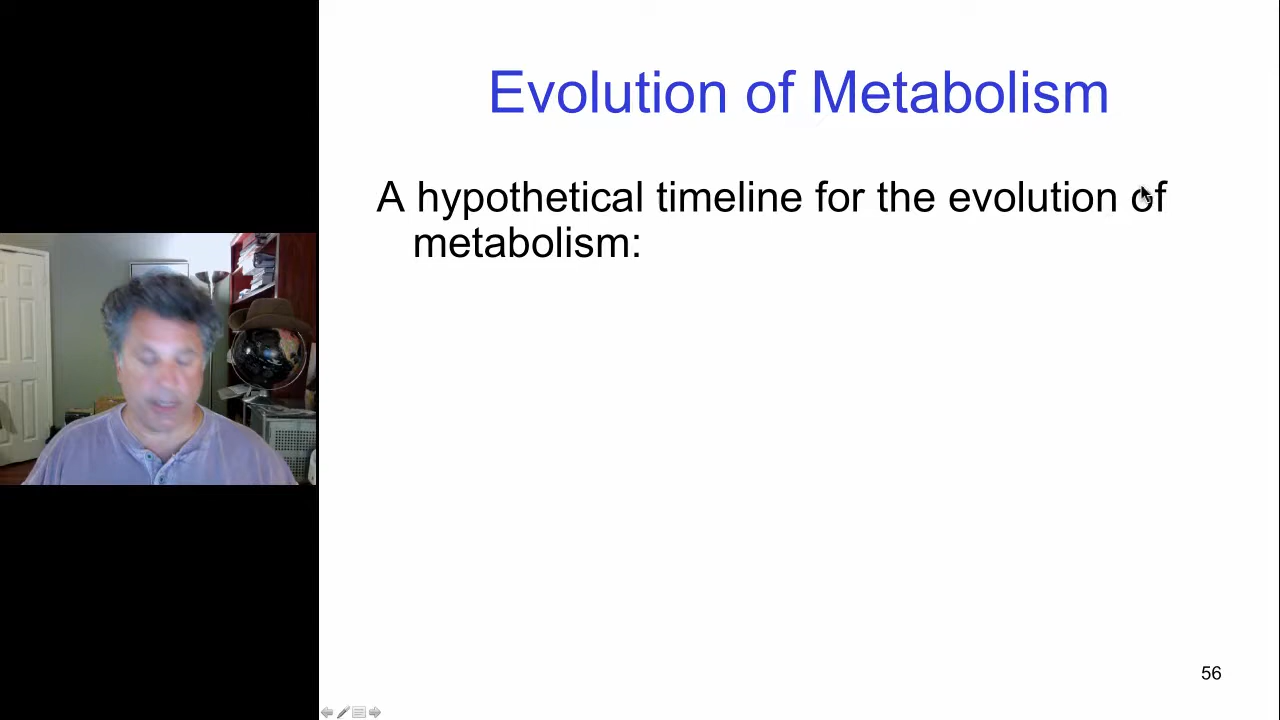 Evolution of Metabolism
A hypothetical timeline for the evolution of
metabolism:
56